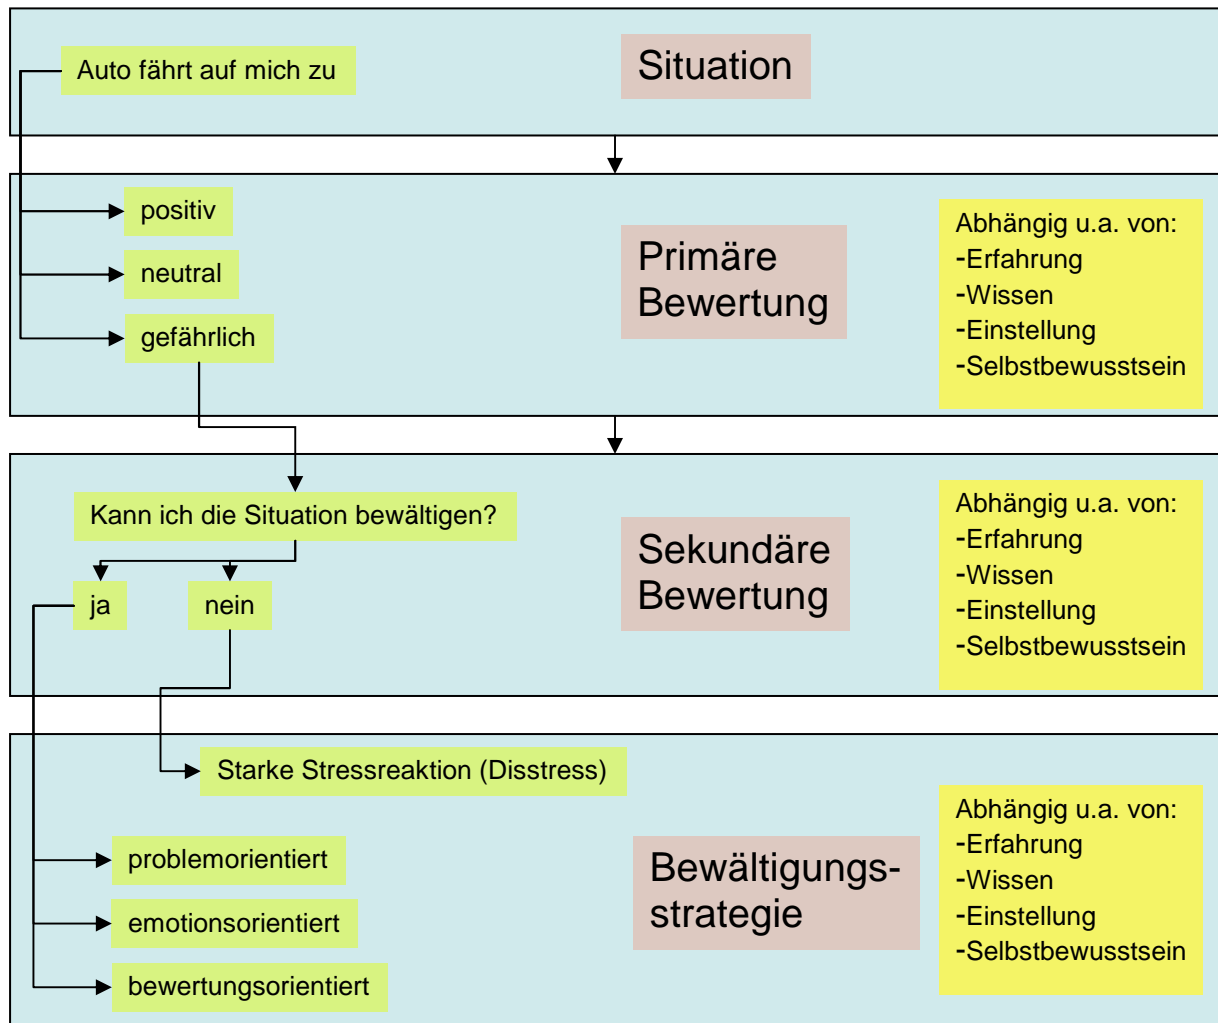 Auto fährt auf mich zu
Situation
positiv
neutral
gefährlich
Primäre
Bewertung
Abhängig u.a. von:
-Erfahrung
-Wissen
-Einstellung
-Selbstbewusstsein
Kann ich die Situation bewältigen?
ja
nein
Sekundäre
Bewertung
Abhängig u.a. von:
-Erfahrung
-Wissen
-Einstellung
-Selbstbewusstsein
Starke Stressreaktion (Disstress)
problemorientiert
emotionsorientiert
bewertungsorientiert
Bewältigungs-
strategie
Abhängig u.a. von:
-Erfahrung
-Wissen
-Einstellung
-Selbstbewusstsein